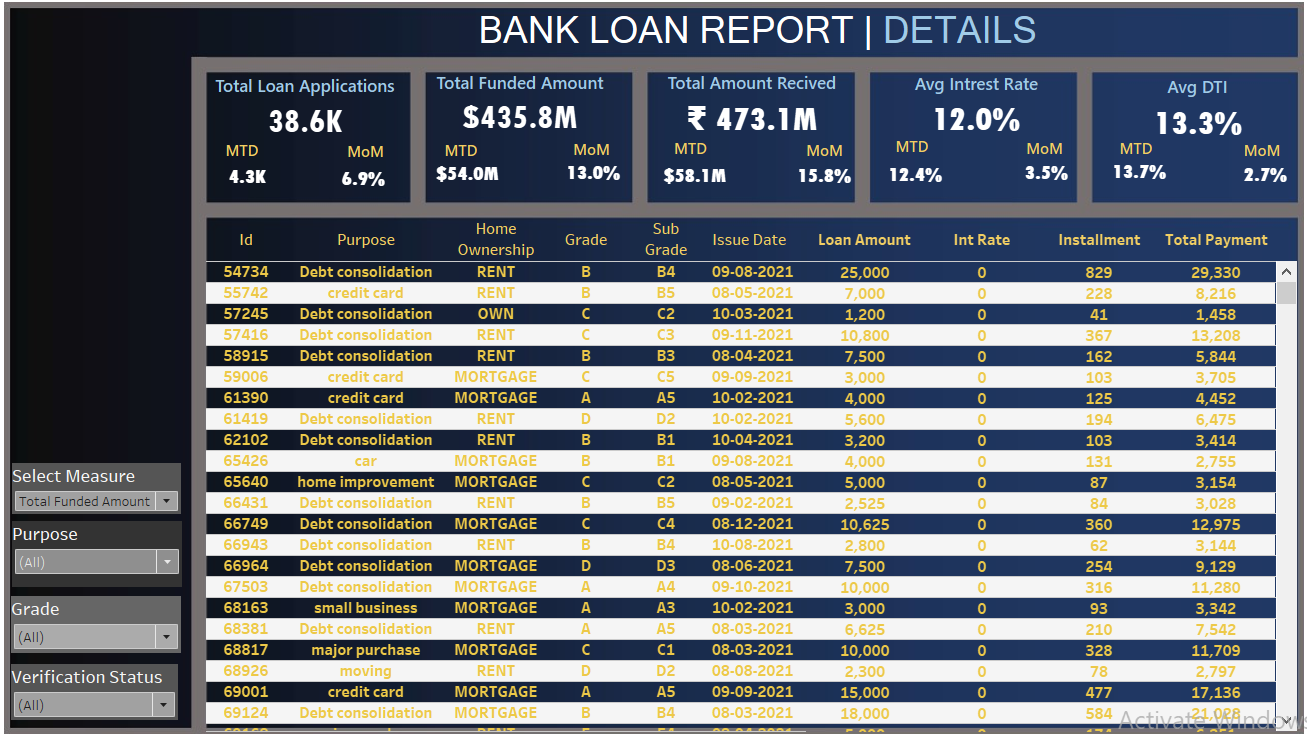 BANK LOAN REPORT | DETAILS
Total Loan Applications
38.6K
MTD MoM
4.3K 6.9%
Total Funded Amount
$435.8M
MTD MoM
$54.0M 13.0%
Total Amount Recived
₹ 473.1M
MTD MoM
$58.1M 15.8%
Avg Intrest Rate
12.0%
MTD MoM
12.4% 3.5%
Avg DTI
13.3%
MTD MoM
13.7% 2.7%
Id Purpose Home Ownership Grade Sub Grade Issue Date Loan Amount Int Rate Installment Total Payment
54734 Debt consolidation RENT B B4 09-08-2021 25,000 0 829 29,330
55742 credit card RENT B B5 08-05-2021 7,000 0 228 8,216
57245 Debt consolidation OWN C C2 10-03-2021 1,200 0 41 1,458
57416 Debt consolidation RENT C C3 09-11-2021 10,800 0 367 13,208
58915 Debt consolidation RENT B B3 08-04-2021 7,500 0 162 5,844
59006 credit card MORTGAGE C C5 09-09-2021 3,000 0 103 3,705
61390 credit card MORTGAGE A A5 10-02-2021 4,000 0 125 4,452
61419 Debt consolidation RENT D D2 10-02-2021 5,600 0 194 6,475
62102 Debt consolidation RENT B B1 10-04-2021 3,200 0 103 3,414
65426 car MORTGAGE B B1 09-08-2021 4,000 0 131 2,755
65640 home improvement MORTGAGE C C2 08-05-2021 5,000 0 87 3,154
66431 Debt consolidation RENT B B5 09-02-2021 2,525 0 84 3,028
66749 Debt consolidation MORTGAGE C C4 08-12-2021 10,625 0 360 12,975
66943 Debt consolidation RENT B B4 10-08-2021 2,800 0 62 3,144
66964 Debt consolidation MORTGAGE D D3 08-06-2021 7,500 0 254 9,129
67503 Debt consolidation MORTGAGE A A4 09-10-2021 10,000 0 316 11,280
68163 small business MORTGAGE A A3 10-02-2021 3,000 0 93 3,342
68381 Debt consolidation RENT A A5 08-03-2021 6,625 0 210 7,542
68817 major purchase MORTGAGE C C1 08-03-2021 10,000 0 328 11,709
68926 moving RENT D D2 08-08-2021 2,300 0 78 2,797
69001 credit card MORTGAGE A A5 09-09-2021 15,000 0 477 17,136
69124 Debt consolidation MORTGAGE B B4 08-03-2021 18,000 0 584 21,028
Select Measure
Total Funded Amount
Purpose
(All)
Grade
(All)
Verification Status
(All)
Activate Windows